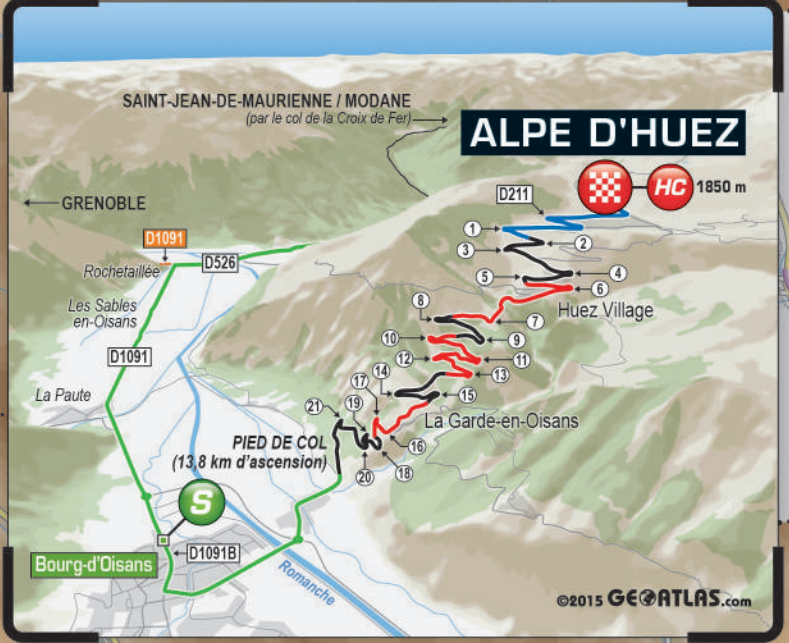 SAINT-JEAN-DE-MAURIENNE / MODANE
(par le col de la Croix de Fer)
ALPE D'HUEZ
HC
1850 m
D211
GRENOBLE
D1091
D526
Rochetaillée
1
2
3
4
5
6
Huez Village
Les Sables
en-Oisans
8
7
10
9
D1091
12
11
14
13
La Paute
17
15
21
19
La Garde-en-Oisans
16
PIED DE COL
(13,8 km d'ascension)
20
18
S
Bourg-d'Oisans
D1091B
Romanche
©2015 GEOATLAS.com